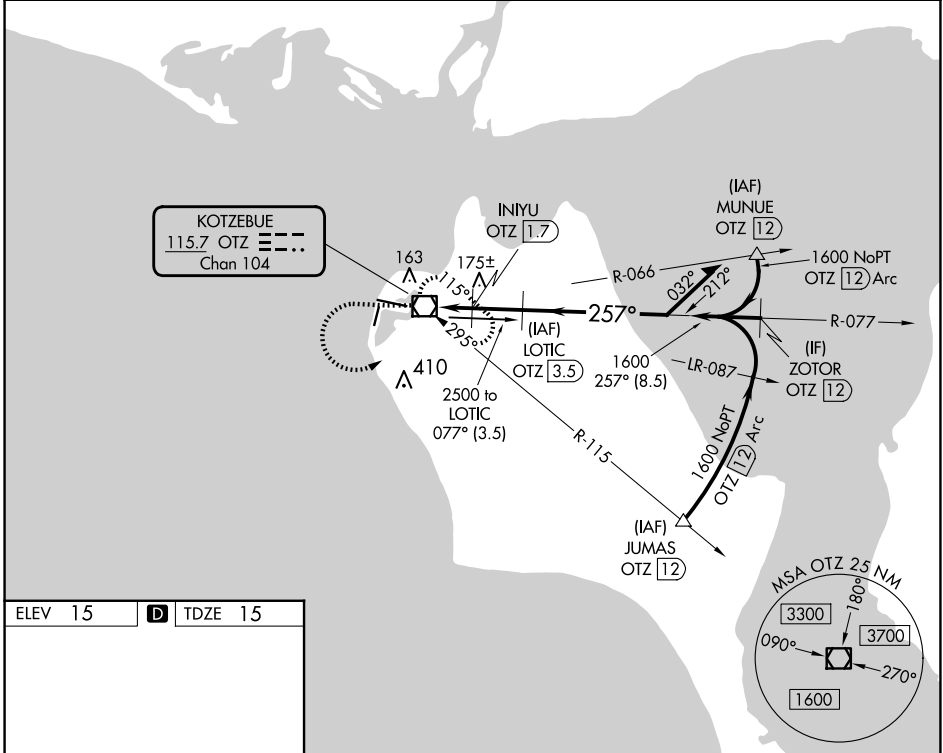 KOTZEBUE
115.7 OTZ
Chan 104
163
175±
INIYU
OTZ 1.7
115°
295°
410
2500 to
LOTIC
077° (3.5)
(IAF)
LOTIC
OTZ 3.5
257°
1600
257° (8.5)
R-066
032°
212°
(IAF)
MUNUE
OTZ 12
1600 NoPT
OTZ 12 Arc
R-077
(IF)
ZOTOR
OTZ 12
LR-087
1600 NoPT
OTZ 12 Arc
R-115
(IAF)
JUMAS
OTZ 12
ELEV 15 D TDZE 15
MSA OTZ 25 NM
180°
3300
3700
090°
270°
1600